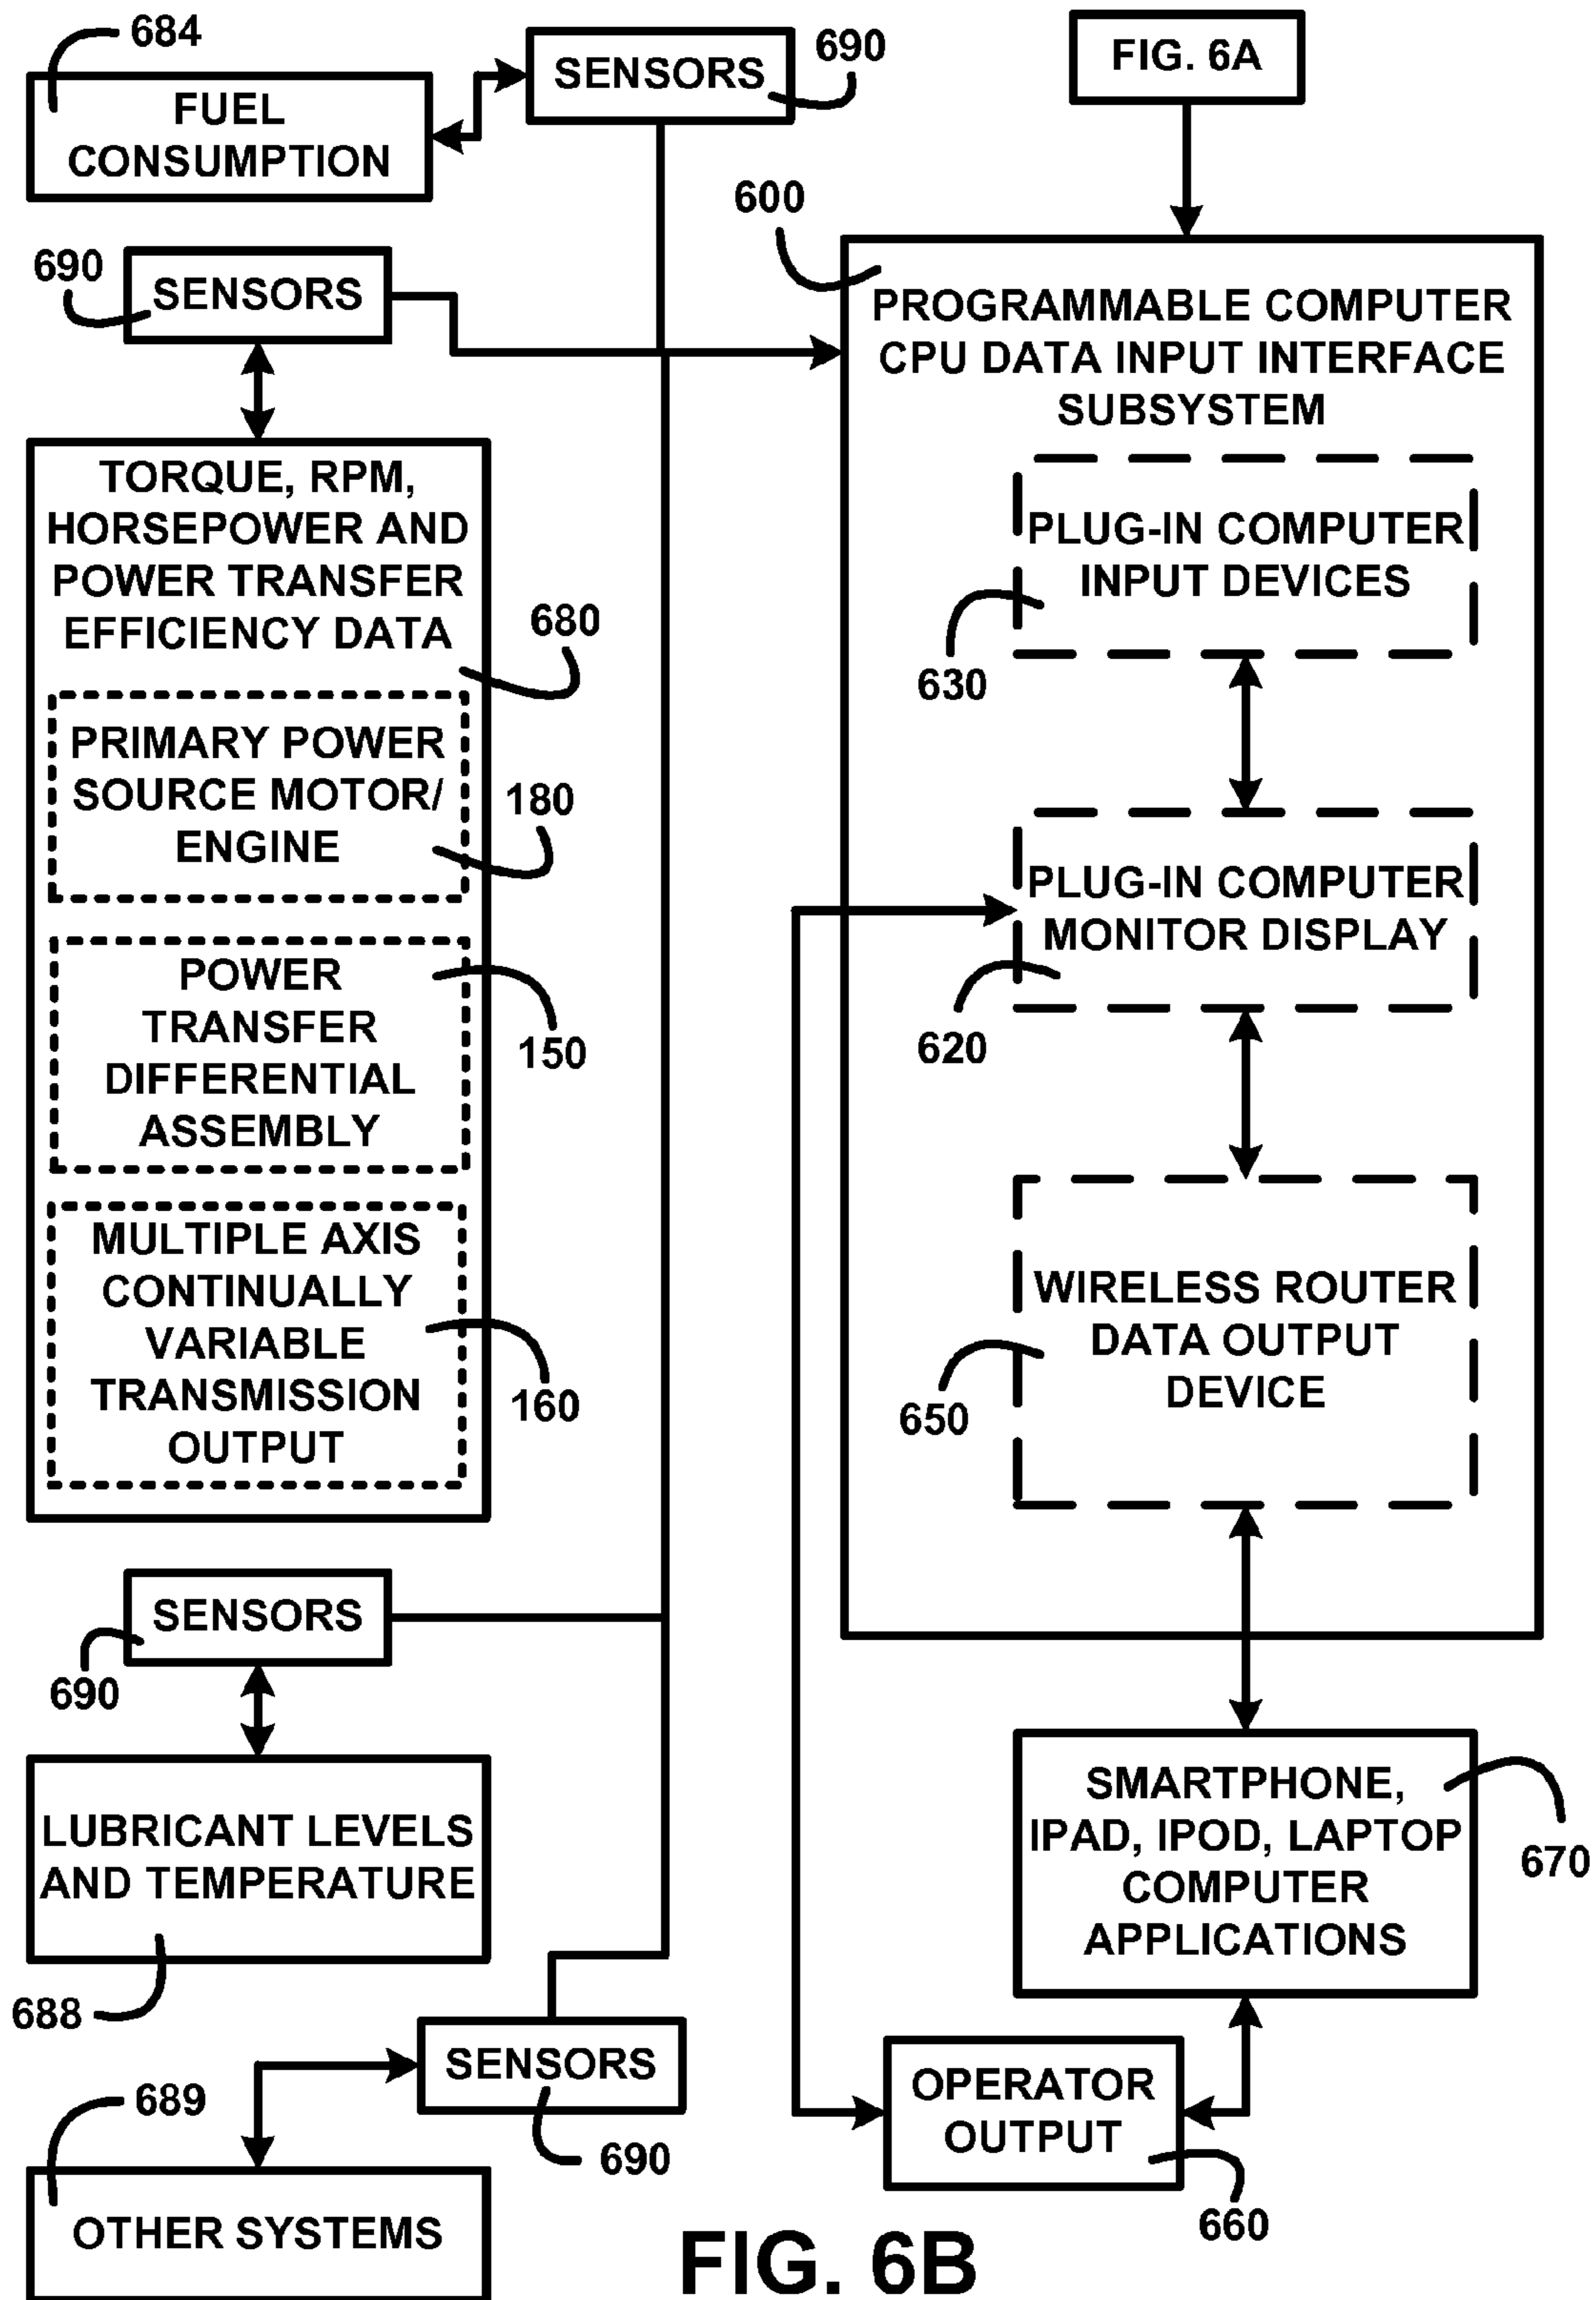 684
FUEL
CONSUMPTION
SENSORS
690
FIG. 6A
690
SENSORS
600
PROGRAMMABLE COMPUTER
CPU DATA INPUT INTERFACE
SUBSYSTEM
TORQUE, RPM,
HORSEPOWER AND
POWER TRANSFER
EFFICIENCY DATA
680
PRIMARY POWER
SOURCE MOTOR/
ENGINE
180
POWER
TRANSFER
DIFFERENTIAL
ASSEMBLY
150
MULTIPLE AXIS
CONTINUALLY
VARIABLE
TRANSMISSION
OUTPUT
160
PLUG-IN COMPUTER
INPUT DEVICES
630
PLUG-IN COMPUTER
MONITOR DISPLAY
620
WIRELESS ROUTER
DATA OUTPUT
DEVICE
650
SENSORS
690
LUBRICANT LEVELS
AND TEMPERATURE
688
SMARTPHONE,
IPAD, IPOD, LAPTOP
COMPUTER
APPLICATIONS
670
SENSORS
690
689
OTHER SYSTEMS
OPERATOR
OUTPUT
660
FIG. 6B